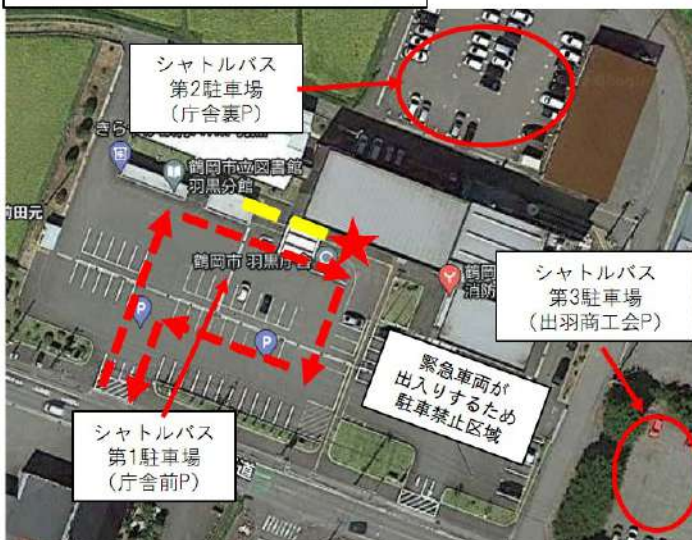 シャトルバス
第2駐車場
（庁舎裏P）
鶴岡市立図書館
羽黒分館
前田元
鶴岡市 羽黒庁舎
鶴岡
消防
シャトルバス
第3駐車場
（出羽商工会P）
P
P
緊急車両が
出入りするため
駐車禁止区域
シャトルバス
第1駐車場
（庁舎前P）
道